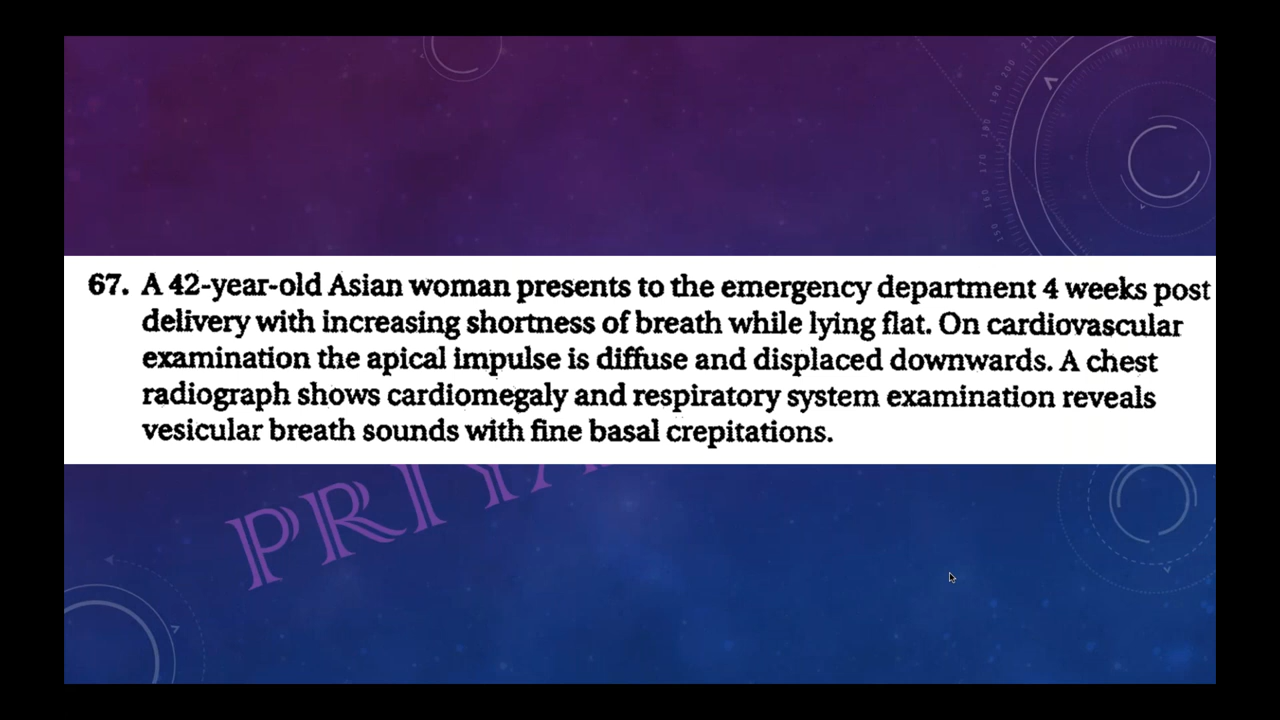 67. A 42-year-old Asian woman presents to the emergency department 4 weeks post
delivery with increasing shortness of breath while lying flat. On cardiovascular
examination the apical impulse is diffuse and displaced downwards. A chest
radiograph shows cardiomegaly and respiratory system examination reveals
vesicular breath sounds with fine basal crepitations.